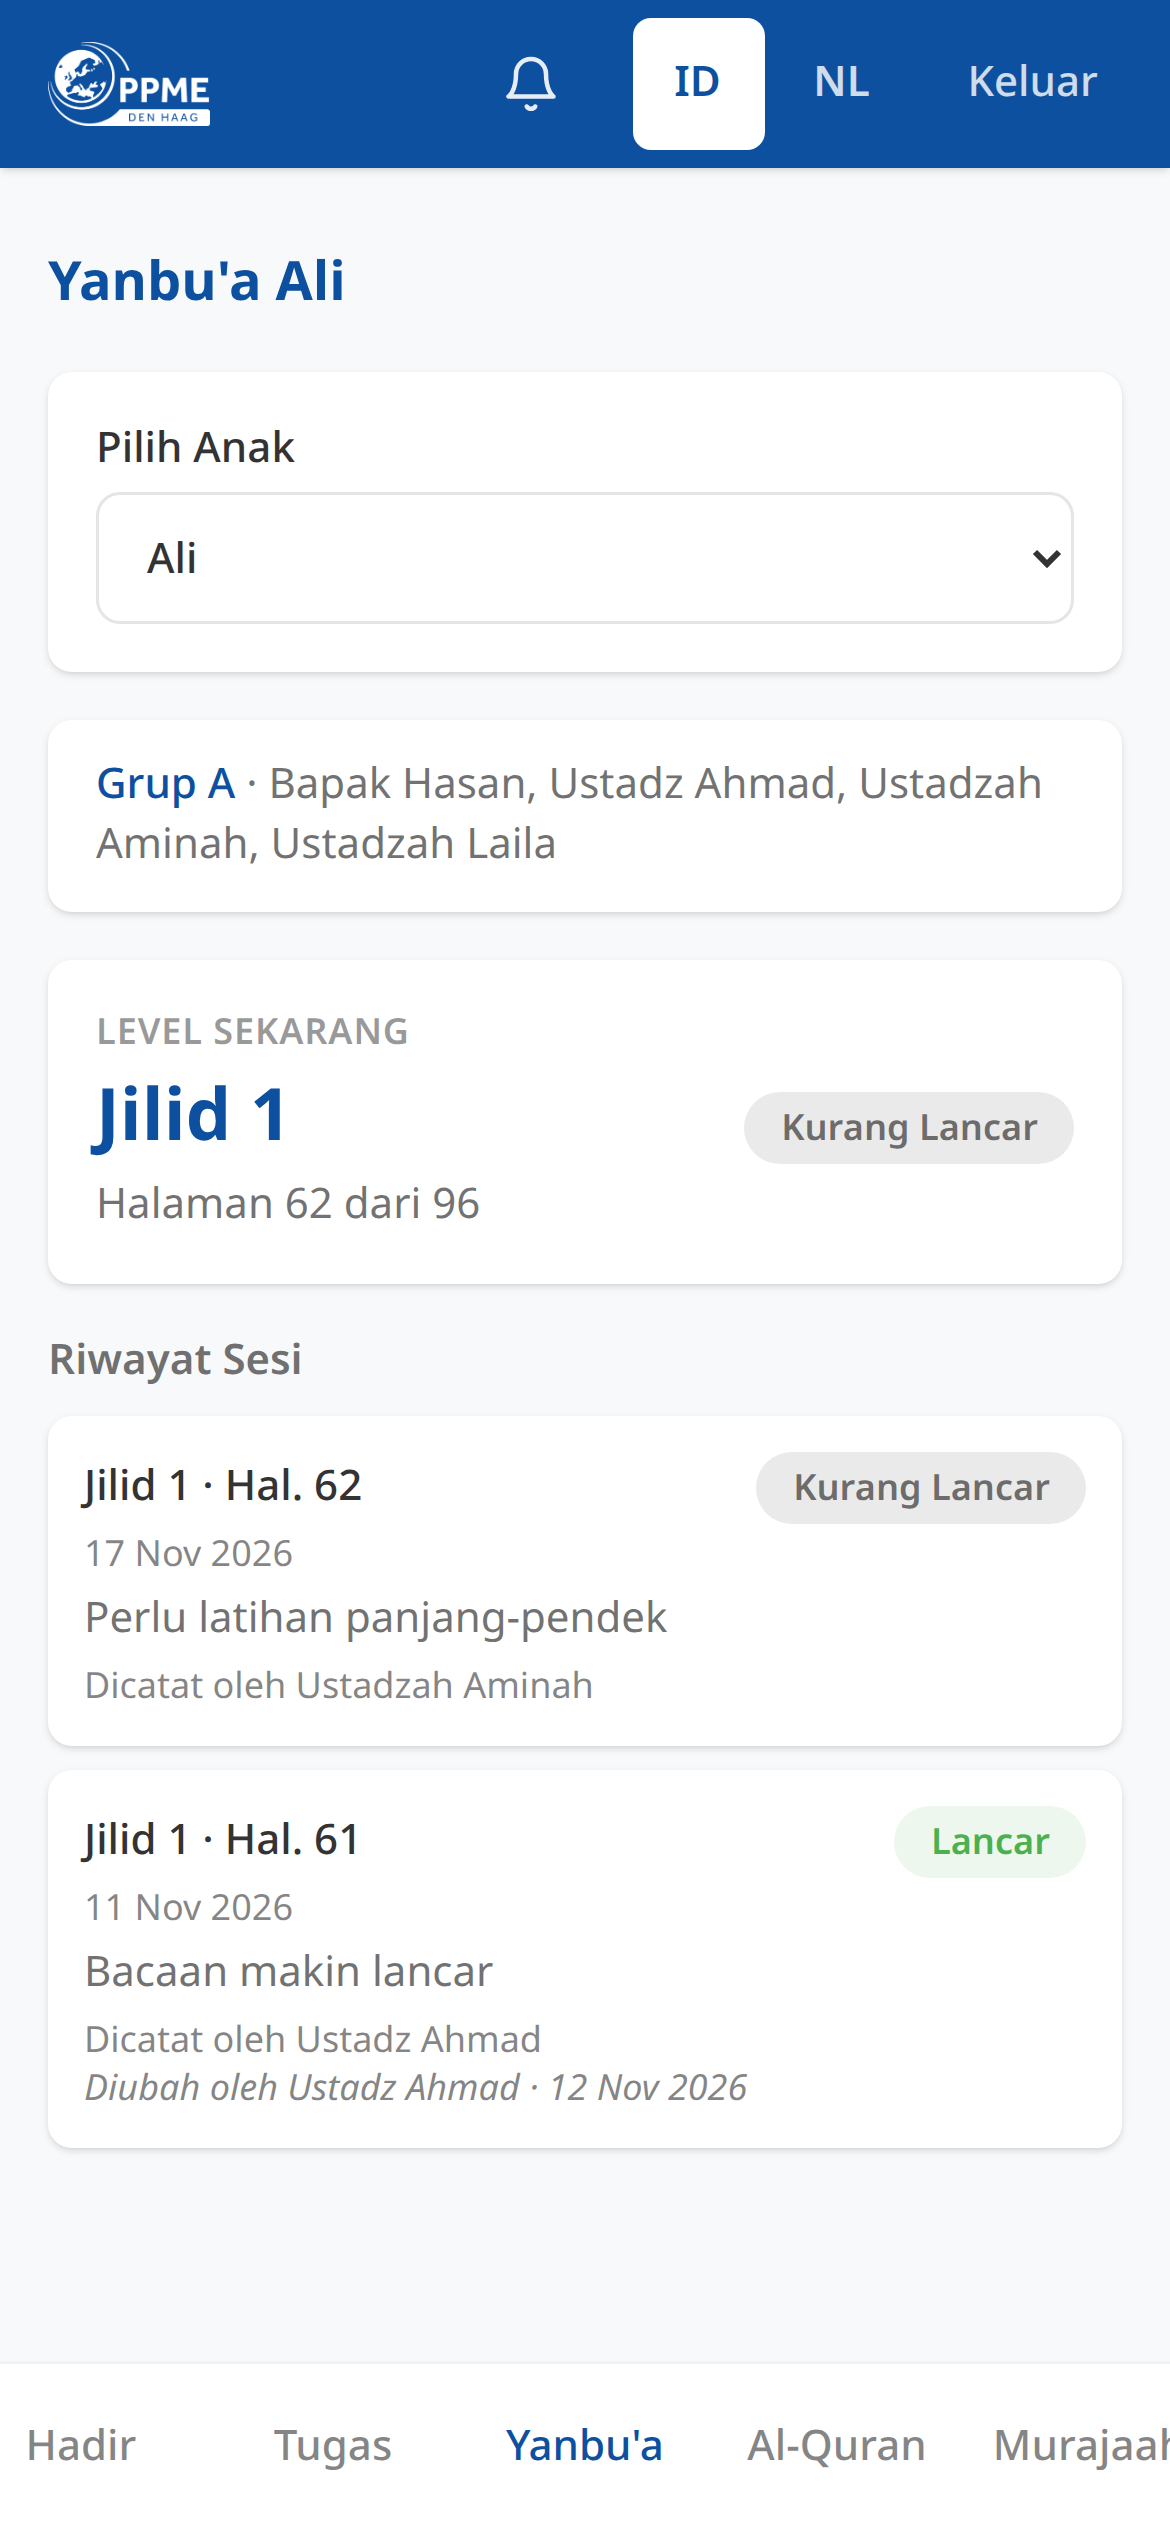 PPME
DEN HAAG
ID
NL
Keluar
Yanbu'a Ali
Pilih Anak
Ali
Grup A · Bapak Hasan, Ustadz Ahmad, Ustadzah
Aminah, Ustadzah Laila
LEVEL SEKARANG
Jilid 1
Kurang Lancar
Halaman 62 dari 96
Riwayat Sesi
Jilid 1 · Hal. 62
Kurang Lancar
17 Nov 2026
Perlu latihan panjang-pendek
Dicatat oleh Ustadzah Aminah
Jilid 1 · Hal. 61
Lancar
11 Nov 2026
Bacaan makin lancar
Dicatat oleh Ustadz Ahmad
Diubah oleh Ustadz Ahmad · 12 Nov 2026
Hadir
Tugas
Yanbu'a
Al-Quran
Murajaah